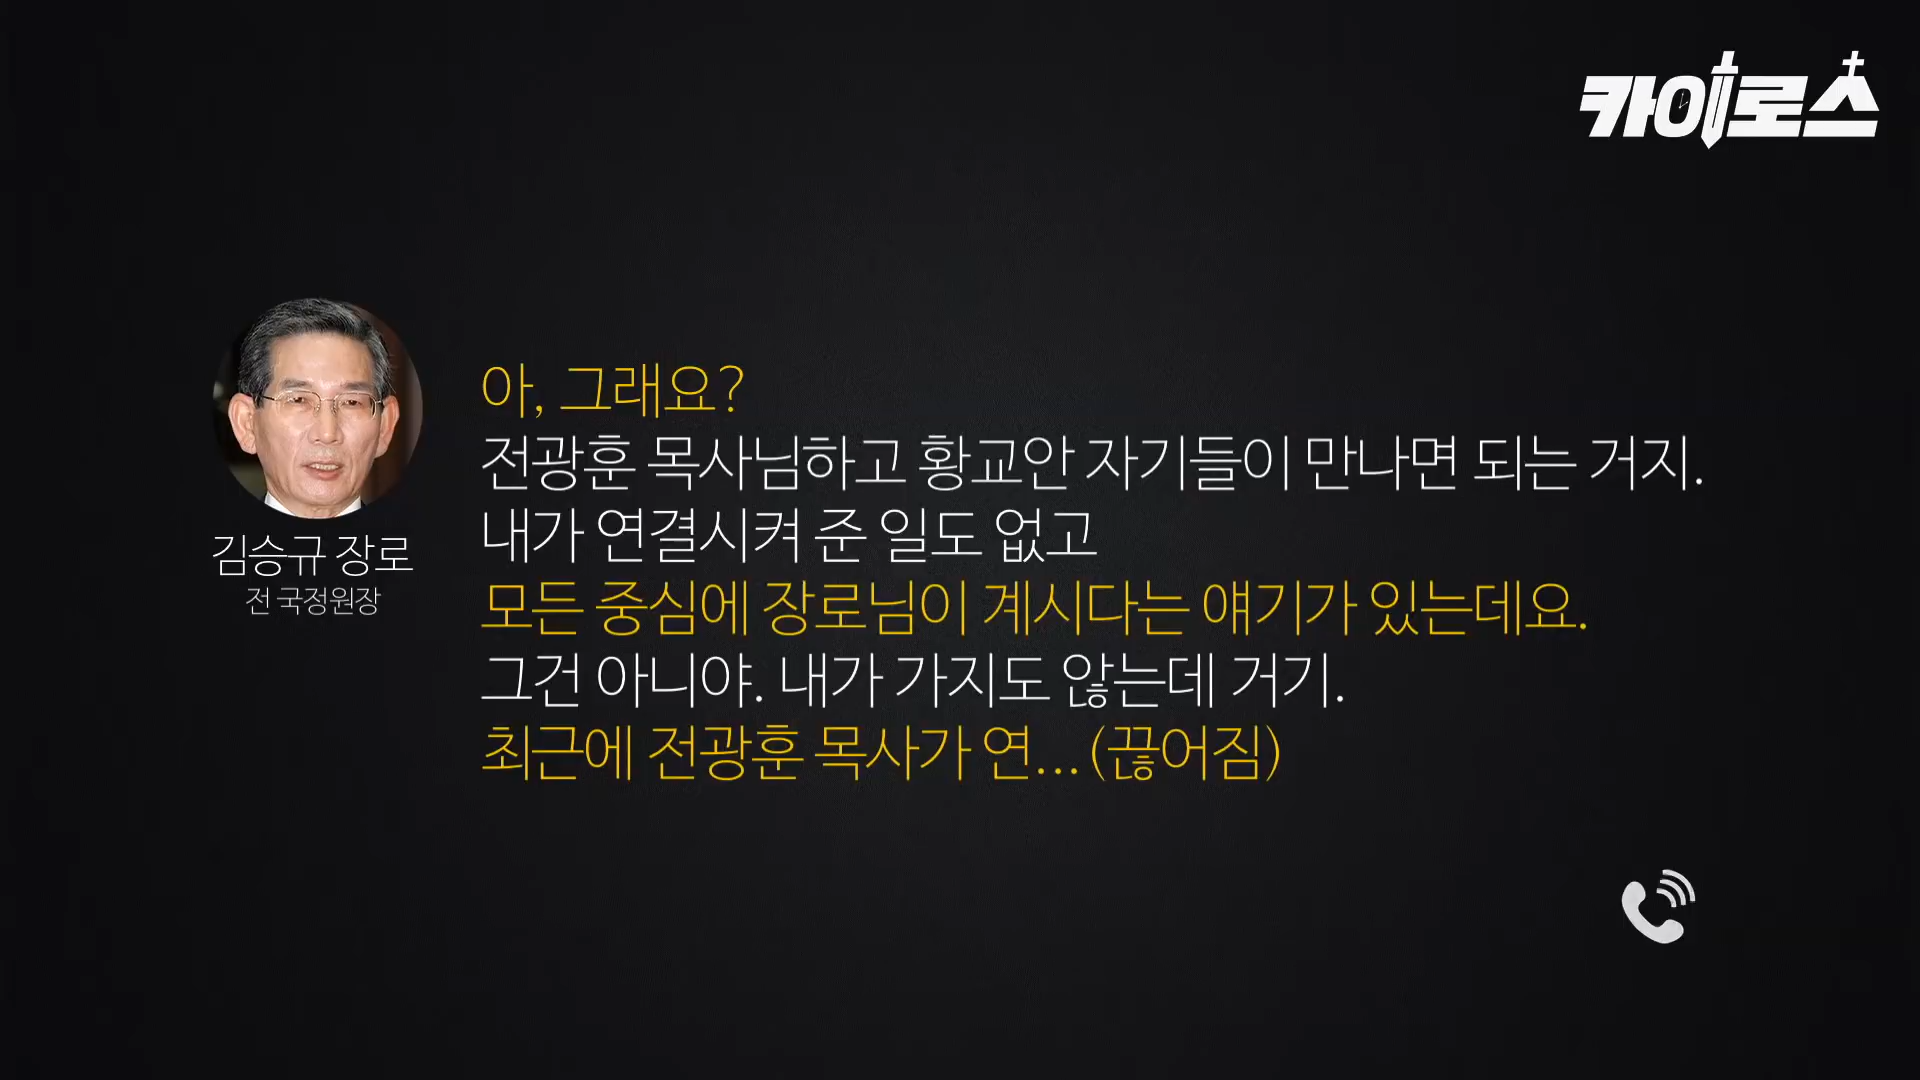 카이로스
아, 그래요?
전광훈 목사님하고 황교안 자기들이 만나면 되는 거지.
내가 연결시켜 준 일도 없고
모든 중심에 장로님이 계시다는 얘기가 있는데요.
그건 아니야. 내가 가지도 않는데 거기.
최근에 전광훈 목사가 연... (끊어짐)
김승규 장로
전 국정원장